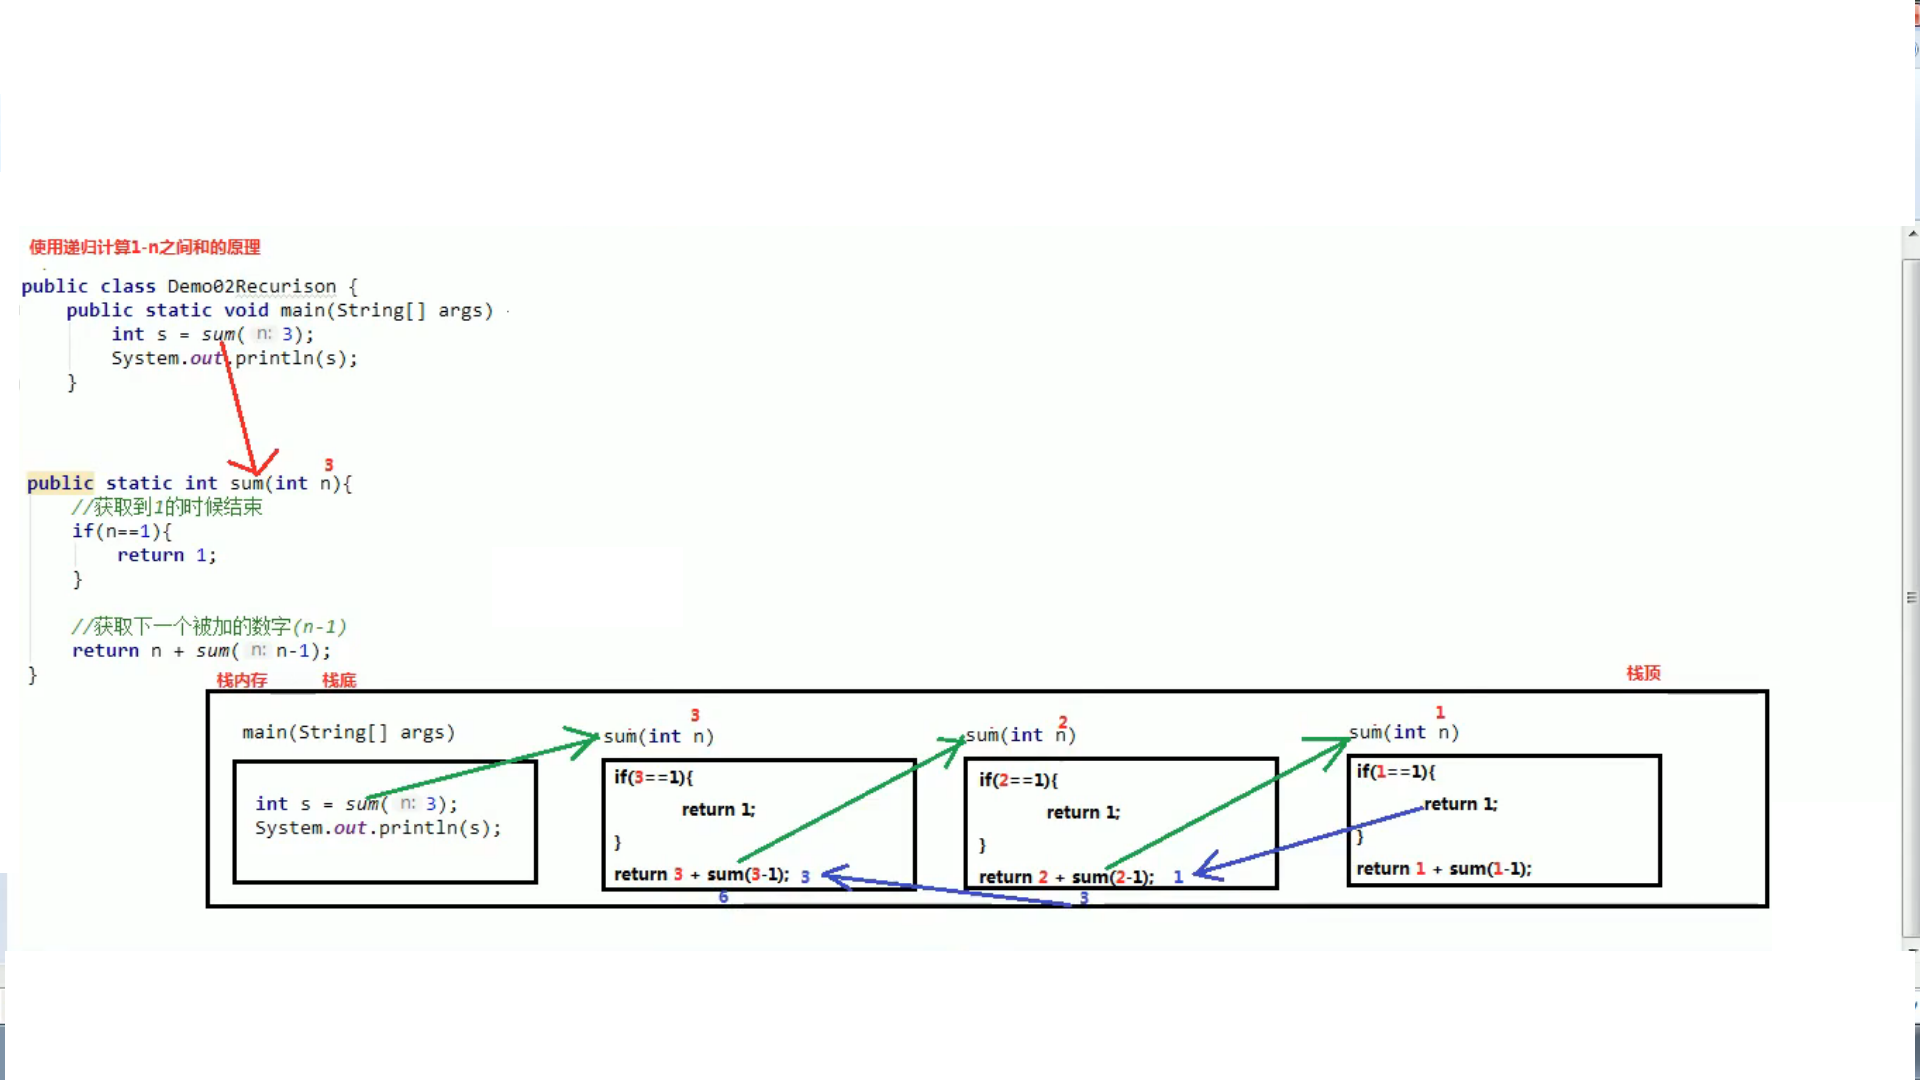 使用递归计算1-n之间和的原理
public class Demo02Recurison {
public static void main(String[] args)
int s = sum( n: 3);
System.out.println(s);
}
3
public static int sum(int n){
//获取到1的时候结束
if(n==1){
return 1;
}
//获取下一个被加的数字(n-1)
return n + sum( n: n-1);
}
栈内存 栈底 栈顶
main(String[] args)
int s = sum( n: 3);
System.out.println(s);
3
sum(int n)
if(3==1){
return 1;
}
return 3 + sum(3-1); 3
6
2
sum(int n)
if(2==1){
return 1;
}
return 2 + sum(2-1); 1
3
1
sum(int n)
if(1==1){
return 1;
}
return 1 + sum(1-1);